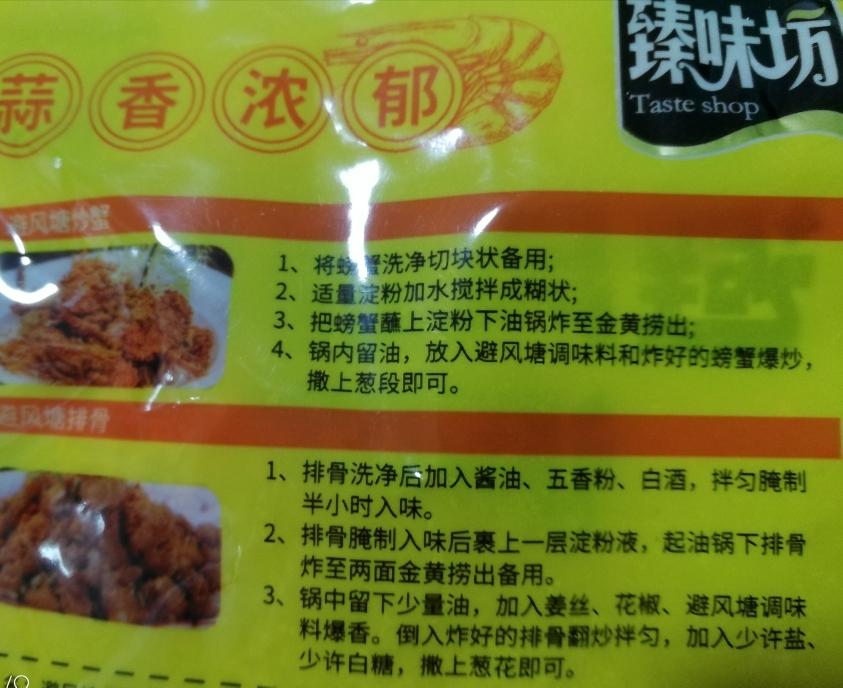 蒜香浓郁
臻味坊
Taste shop
避风塘炒蟹
1、将螃蟹洗净切块状备用;
2、适量淀粉加水搅拌成糊状;
3、把螃蟹蘸上淀粉下油锅炸至金黄捞出;
4、锅内留油，放入避风塘调味料和炸好的螃蟹爆炒，
撒上葱段即可。
避风塘排骨
1、排骨洗净后加入酱油、五香粉、白酒，拌匀腌制
半小时入味。
2、排骨腌制入味后裹上一层淀粉液，起油锅下排骨
炸至两面金黄捞出备用。
3、锅中留下少量油，加入姜丝、花椒、避风塘调味
料爆香。倒入炸好的排骨翻炒拌匀，加入少许盐、
少许白糖，撒上葱花即可。